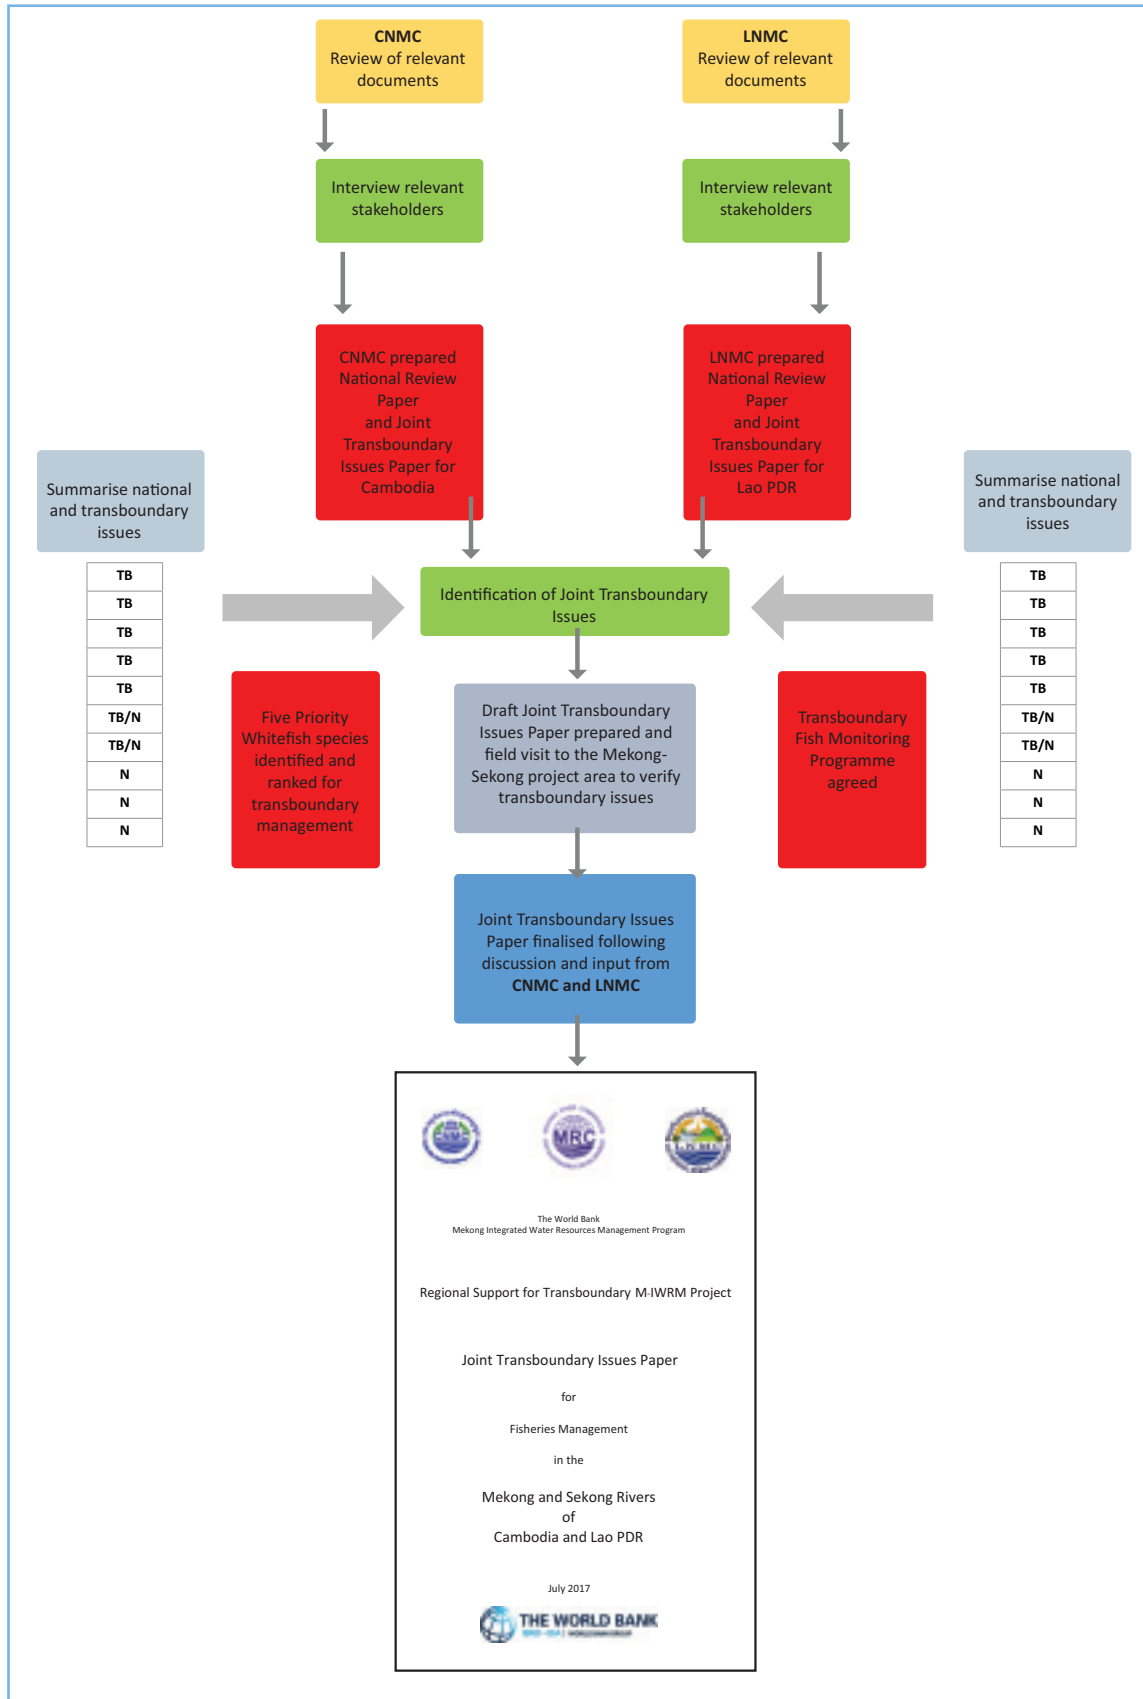 CNMC
Review of relevant
documents
LNMC
Review of relevant
documents
Interview relevant
stakeholders
Interview relevant
stakeholders
CNMC prepared
National Review
Paper
and Joint
Transboundary
Issues Paper for
Cambodia
LNMC prepared
National Review
Paper
and Joint
Transboundary
Issues Paper for
Lao PDR
Summarise national
and transboundary
issues
TB
TB
TB
TB
TB
TB/N
TB/N
N
N
N
Summarise national
and transboundary
issues
TB
TB
TB
TB
TB
TB/N
TB/N
N
N
N
Identification of Joint Transboundary
Issues
Five Priority
Whitefish species
identified and
ranked for
transboundary
management
Draft Joint Transboundary
Issues Paper prepared and
field visit to the Mekong-
Sekong project area to verify
transboundary issues
Transboundary
Fish Monitoring
Programme
agreed
Joint Transboundary Issues
Paper finalised following
discussion and input from
CNMC and LNMC
CNMC
MRC
The World Bank
Mekong Integrated Water Resources Management Program
Regional Support for Transboundary M-IWRM Project
Joint Transboundary Issues Paper
for
Fisheries Management
in the
Mekong and Sekong Rivers
of
Cambodia and Lao PDR
July 2017
THE WORLD BANK
IBRD • IDA | WORLD BANK GROUP